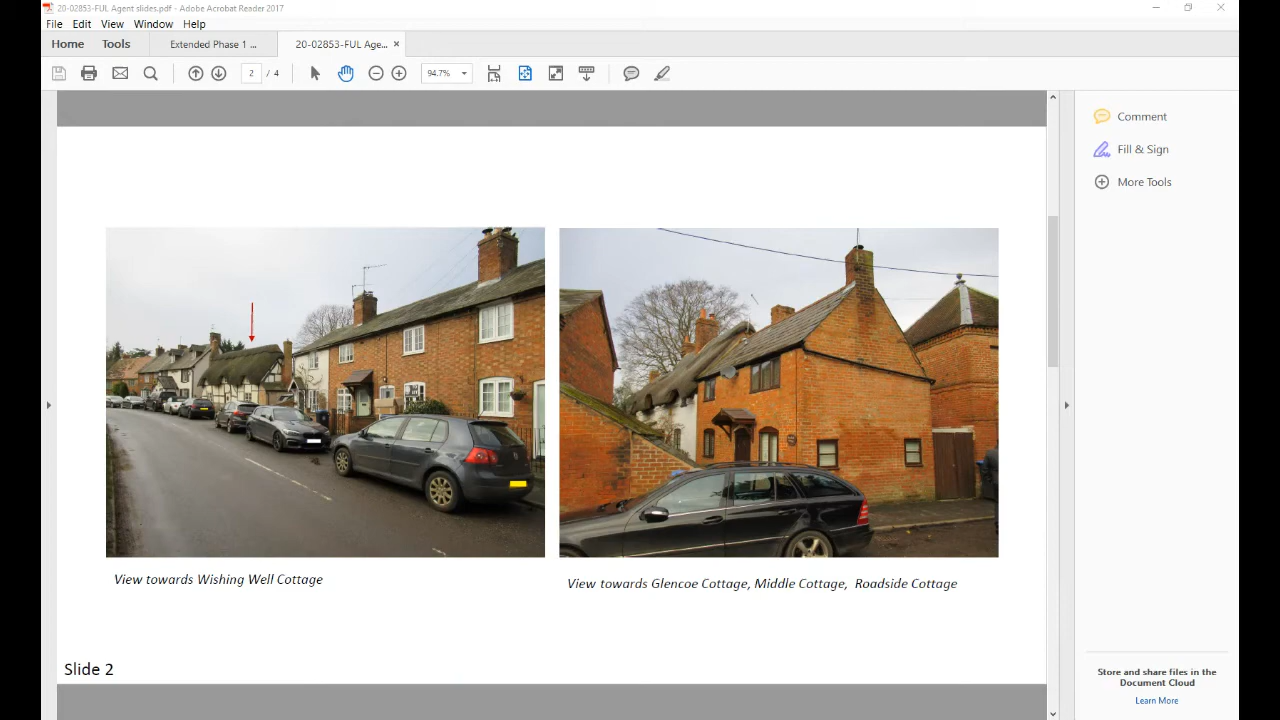 20-02853-FUL Agent slides.pdf - Adobe Acrobat Reader 2017
File Edit View Window Help
Home Tools Extended Phase 1 ... 20-02853-FUL Age... ×
2 / 4 94.7%
Comment
Fill & Sign
More Tools
View towards Wishing Well Cottage
View towards Glencoe Cottage, Middle Cottage, Roadside Cottage
Slide 2
Store and share files in the
Document Cloud
Learn More